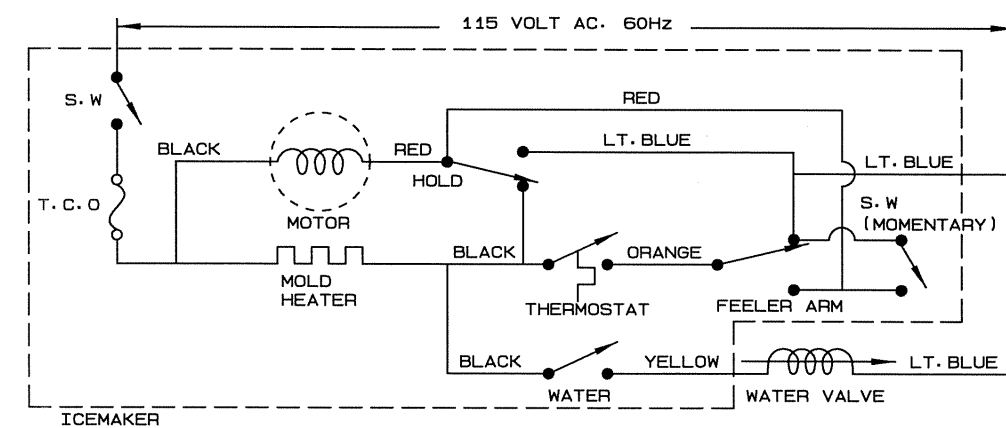 115 VOLT AC. 60Hz
S.W
RED
BLACK
RED
LT. BLUE
LT. BLUE
HOLD
T.C.O
S.W
(MOMENTARY)
MOTOR
BLACK
ORANGE
MOLD
HEATER
THERMOSTAT
FEELER ARM
BLACK
YELLOW
LT. BLUE
WATER
WATER VALVE
ICEMAKER